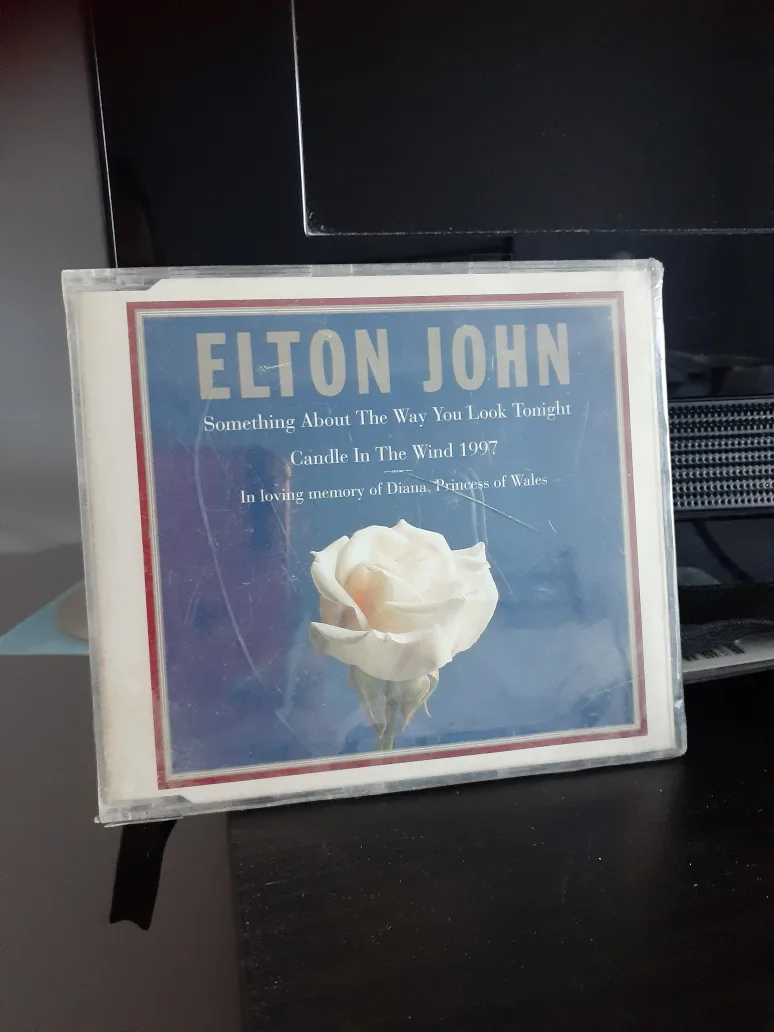 ELTON JOHN
Something About The Way You Look Tonight
Candle In The Wind 1997
In loving memory of Diana, Princess of Wales